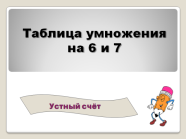 Таблица умножения
на 6 и 7
Устный счёт